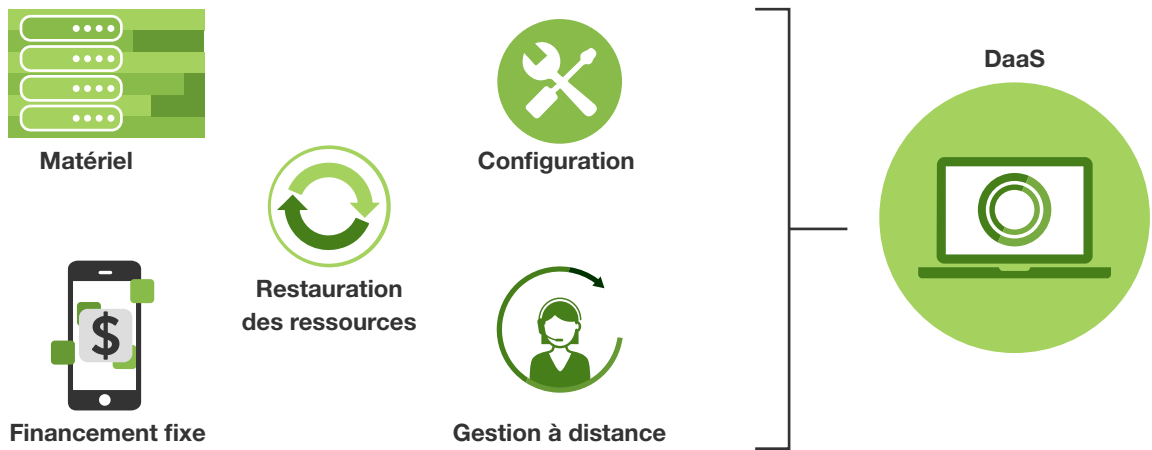 Matériel
Financement fixe
Restauration
des ressources
Configuration
Gestion à distance
DaaS
$